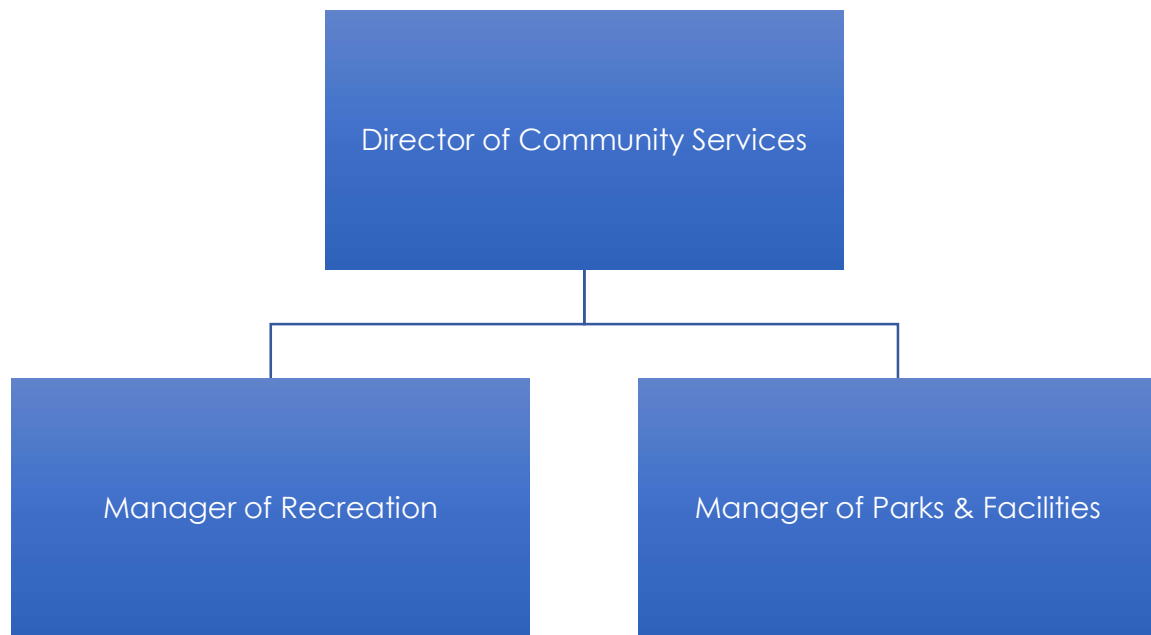 Director of Community Services
Manager of Recreation
Manager of Parks & Facilities